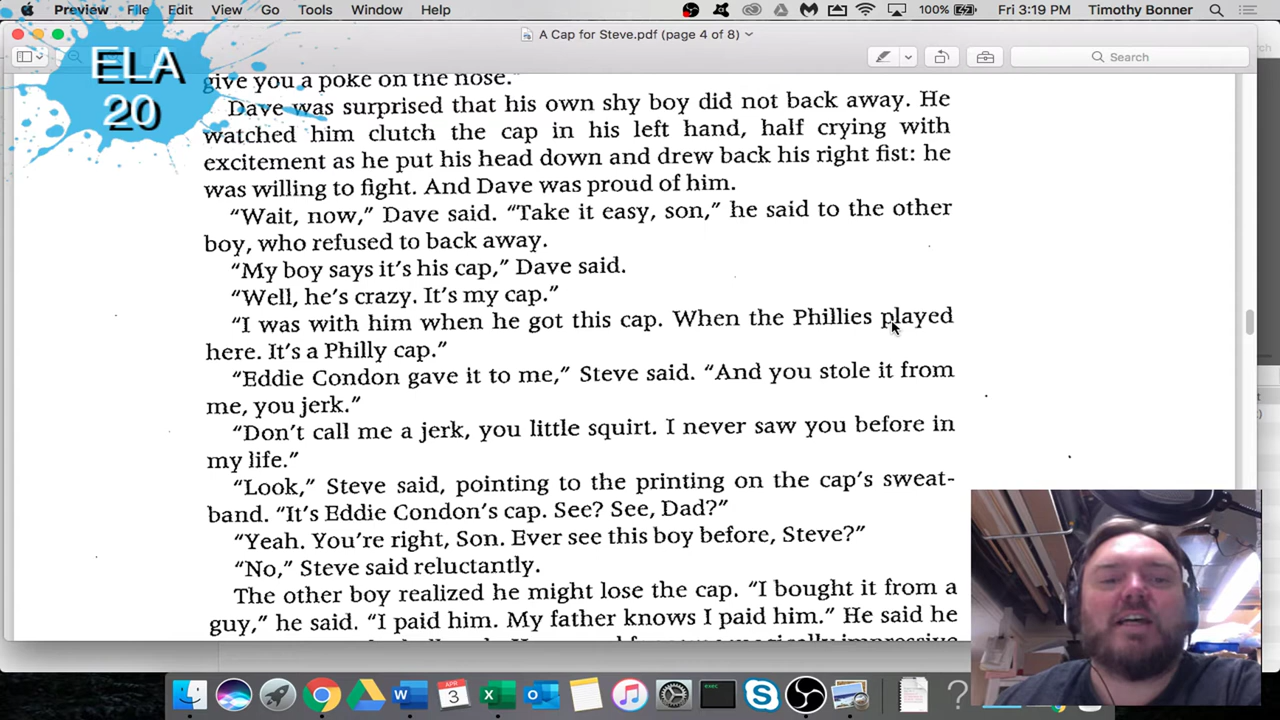 Preview File Edit View Go Tools Window Help 100% Fri 3:19 PM Timothy Bonner
A Cap for Steve.pdf (page 4 of 8)
Search
ELA
20
give you a poke on the nose."
Dave was surprised that his own shy boy did not back away. He
watched him clutch the cap in his left hand, half crying with
excitement as he put his head down and drew back his right fist: he
was willing to fight. And Dave was proud of him.
“Wait, now,” Dave said. “Take it easy, son,” he said to the other
boy, who refused to back away.
“My boy says it’s his cap,” Dave said.
“Well, he’s crazy. It’s my cap.”
“I was with him when he got this cap. When the Phillies played
here. It’s a Philly cap.”
“Eddie Condon gave it to me,” Steve said. “And you stole it from
me, you jerk.”
“Don’t call me a jerk, you little squirt. I never saw you before in
my life.”
“Look,” Steve said, pointing to the printing on the cap’s sweat-
band. “It’s Eddie Condon’s cap. See? See, Dad?”
“Yeah. You’re right, Son. Ever see this boy before, Steve?”
“No,” Steve said reluctantly.
The other boy realized he might lose the cap. “I bought it from a
guy,” he said. “I paid him. My father knows I paid him.” He said he
APR
3